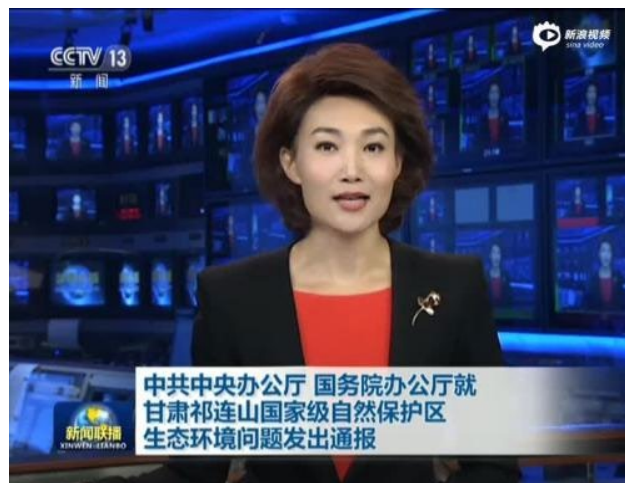 CCTV 13
新闻
新浪视频
sina video
中共中央办公厅 国务院办公厅就
甘肃祁连山国家级自然保护区
生态环境问题发出通报
新闻联播
XINWEN LIANBO